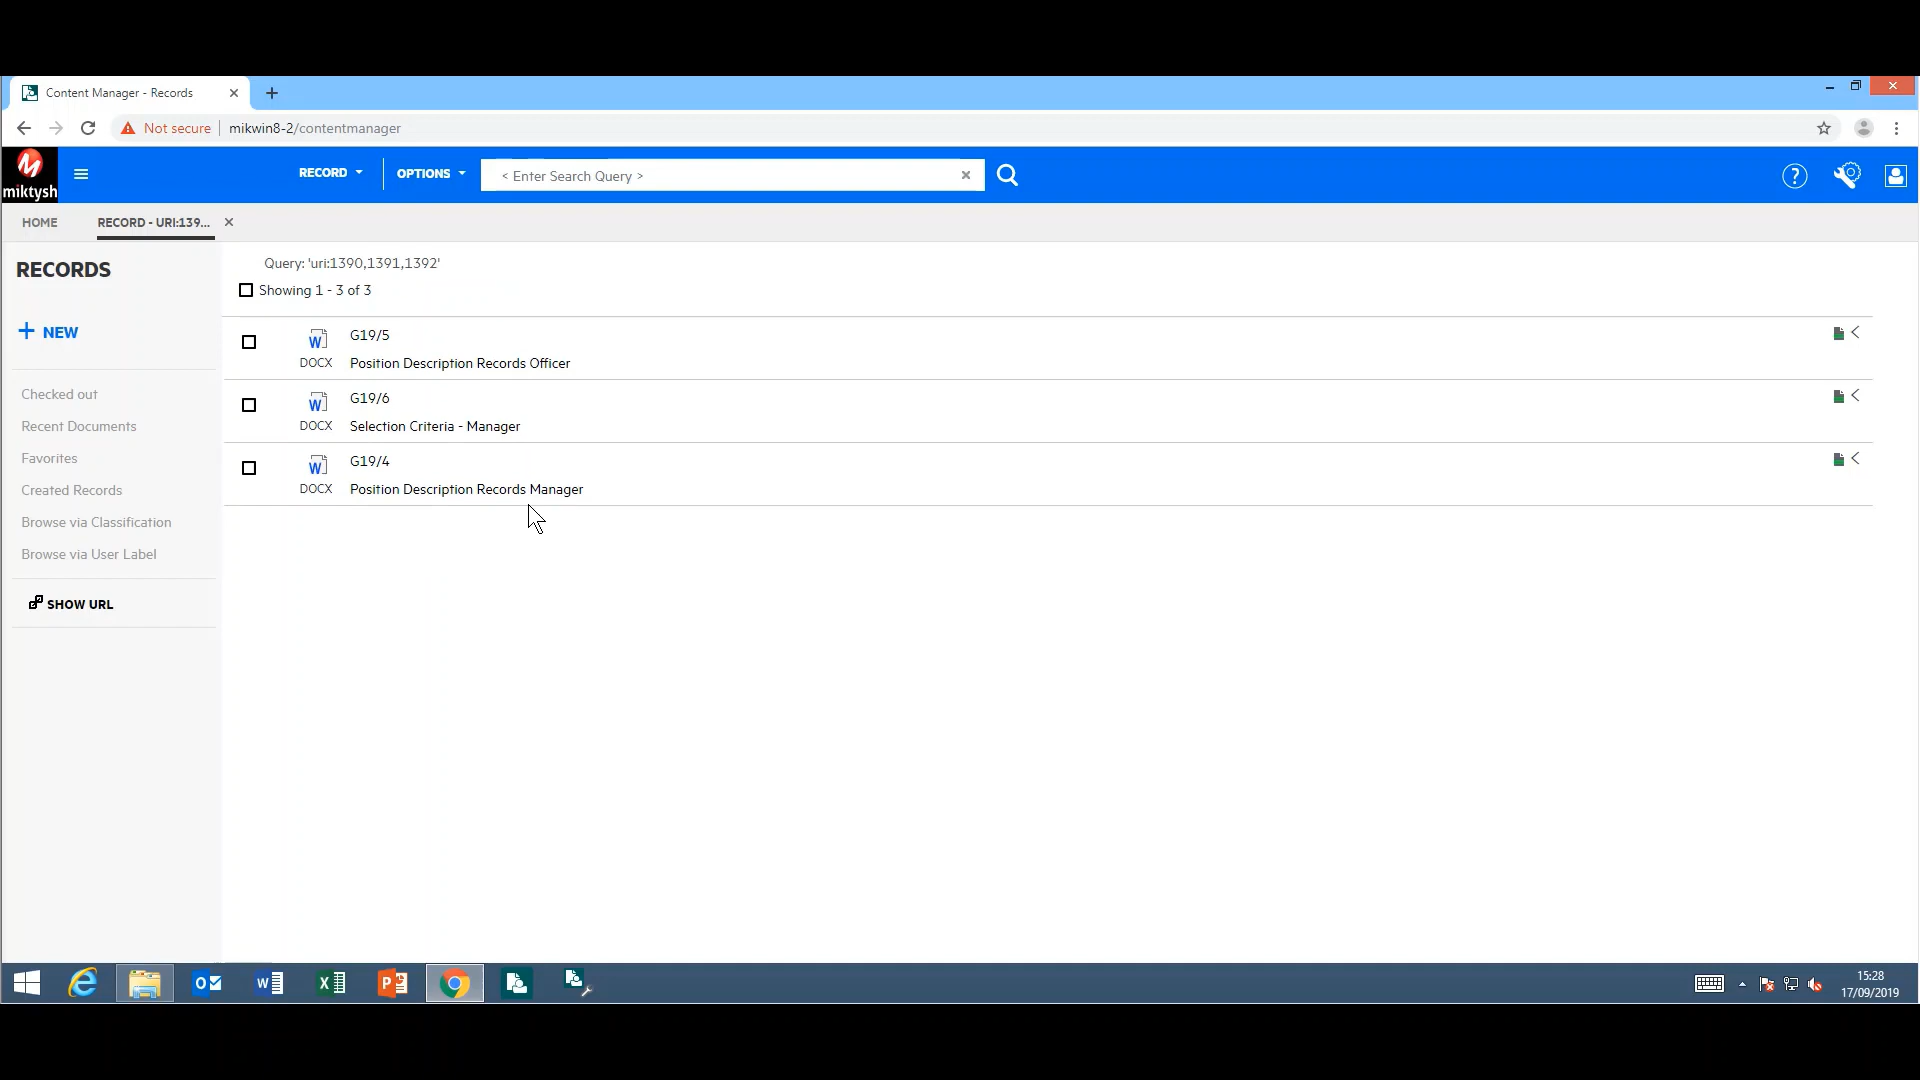 Content Manager - Records
Not secure
mikwin8-2/contentmanager
miktysh
RECORD
OPTIONS
< Enter Search Query >
HOME
RECORD - URI:139...
RECORDS
NEW
Checked out
Recent Documents
Favorites
Created Records
Browse via Classification
Browse via User Label
SHOW URL
Query: 'uri:1390,1391,1392'
Showing 1 - 3 of 3
G19/5
DOCX Position Description Records Officer
G19/6
DOCX Selection Criteria - Manager
G19/4
DOCX Position Description Records Manager
15:28
17/09/2019